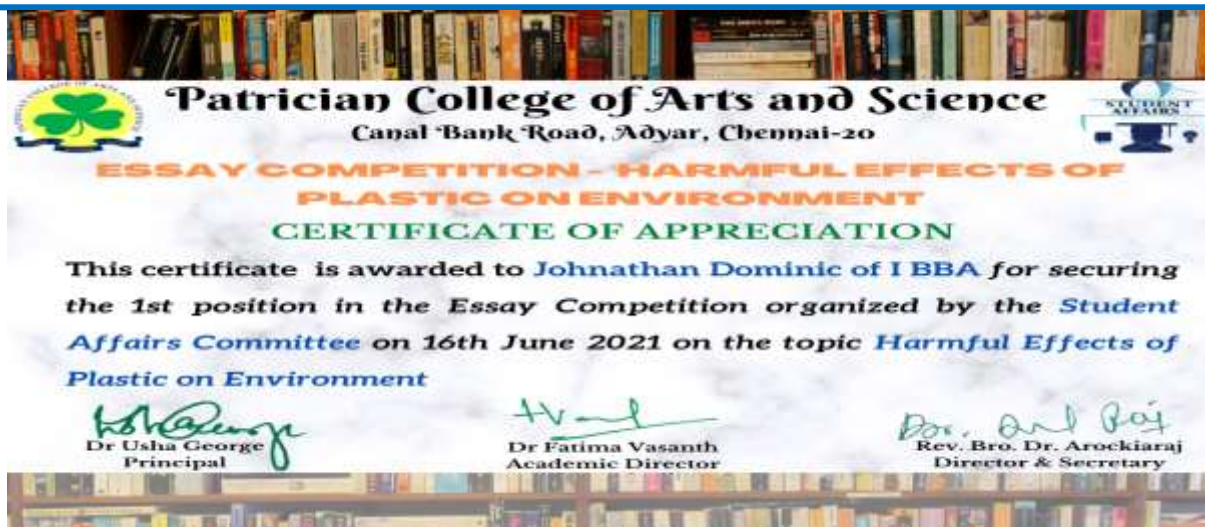 Patrician College of Arts and Science
STUDENT
AFFAIRS
Canal Bank Road, Adyar, Chennai-20
ESSAY COMPETITION - HARMFUL EFFECTS OF
PLASTIC ON ENVIRONMENT
CERTIFICATE OF APPRECIATION
This certificate is awarded to Johnathan Dominic of I BBA for securing
the 1st position in the Essay Competition organized by the Student
Affairs Committee on 16th June 2021 on the topic Harmful Effects of
Plastic on Environment
Dr Usha George
Principal
Dr Fatima Vasanth
Academic Director
Rev. Bro. Dr. Arockiaraj
Director & Secretary